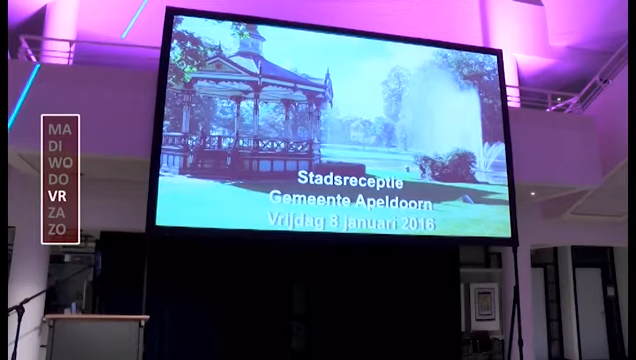 MA
DI
WO
DO
VR
ZA
ZO
Stadsreceptie
Gemeente Apeldoorn
Vrijdag 8 januari 2016